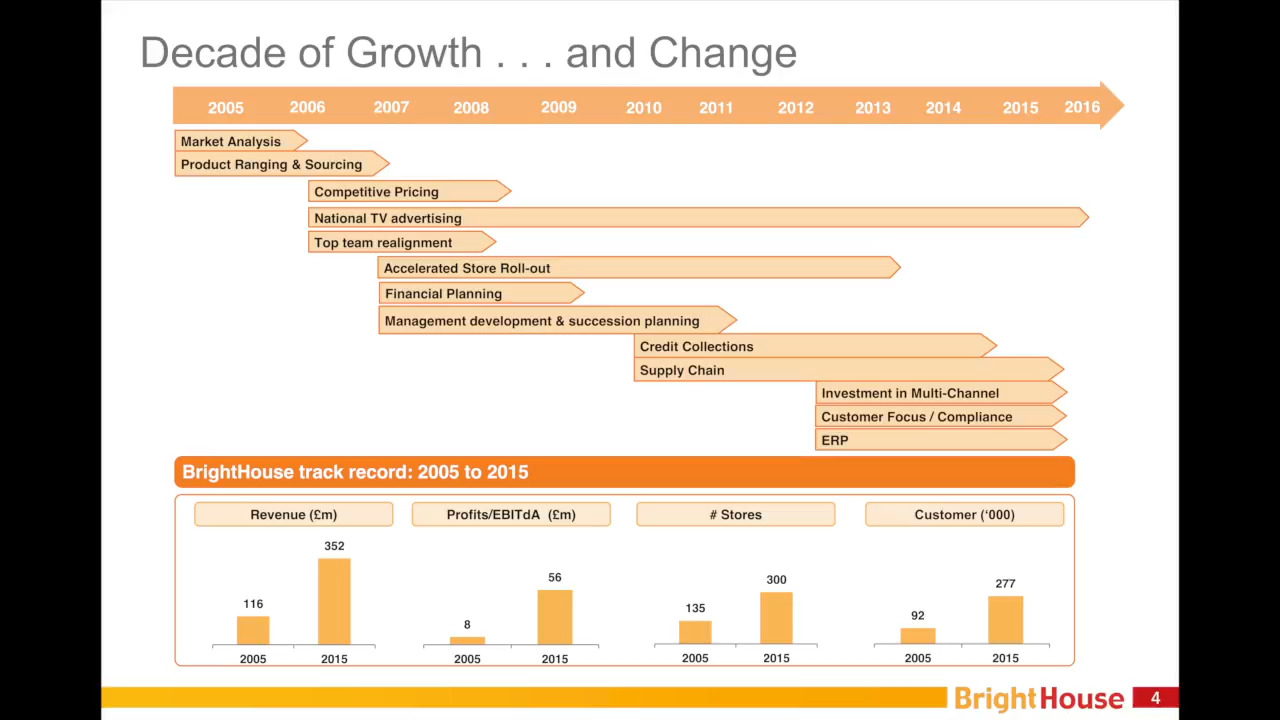 Decade of Growth . . . and Change
2005 2006 2007 2008 2009 2010 2011 2012 2013 2014 2015 2016
Market Analysis
Product Ranging & Sourcing
Competitive Pricing
National TV advertising
Top team realignment
Accelerated Store Roll-out
Financial Planning
Management development & succession planning
Credit Collections
Supply Chain
Investment in Multi-Channel
Customer Focus / Compliance
ERP
BrightHouse track record: 2005 to 2015
Revenue (£m)
116
352
2005 2015
Profits/EBITdA (£m)
8
56
2005 2015
# Stores
135
300
2005 2015
Customer (‘000)
92
277
2005 2015
BrightHouse
4